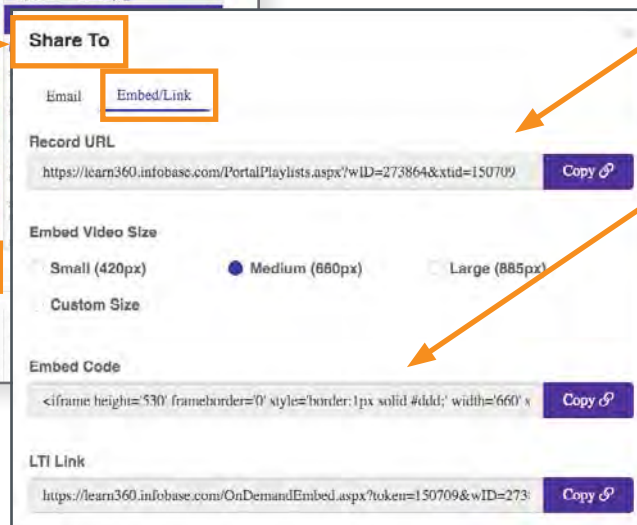 Share To
Email Embed/Link
Record URL
https://learn360.infobase.com/PortalPlaylists.aspx?wID=273864&xtid=150709 Copy
Embed Video Size
Small (420px) Medium (660px) Large (885px)
Custom Size
Embed Code
<iframe height='530' frameborder='0' style='border:1px solid #ddd;' width='660' s Copy
LTI Link
https://learn360.infobase.com/OnDemandEmbed.aspx?token=150709&wID=273 Copy